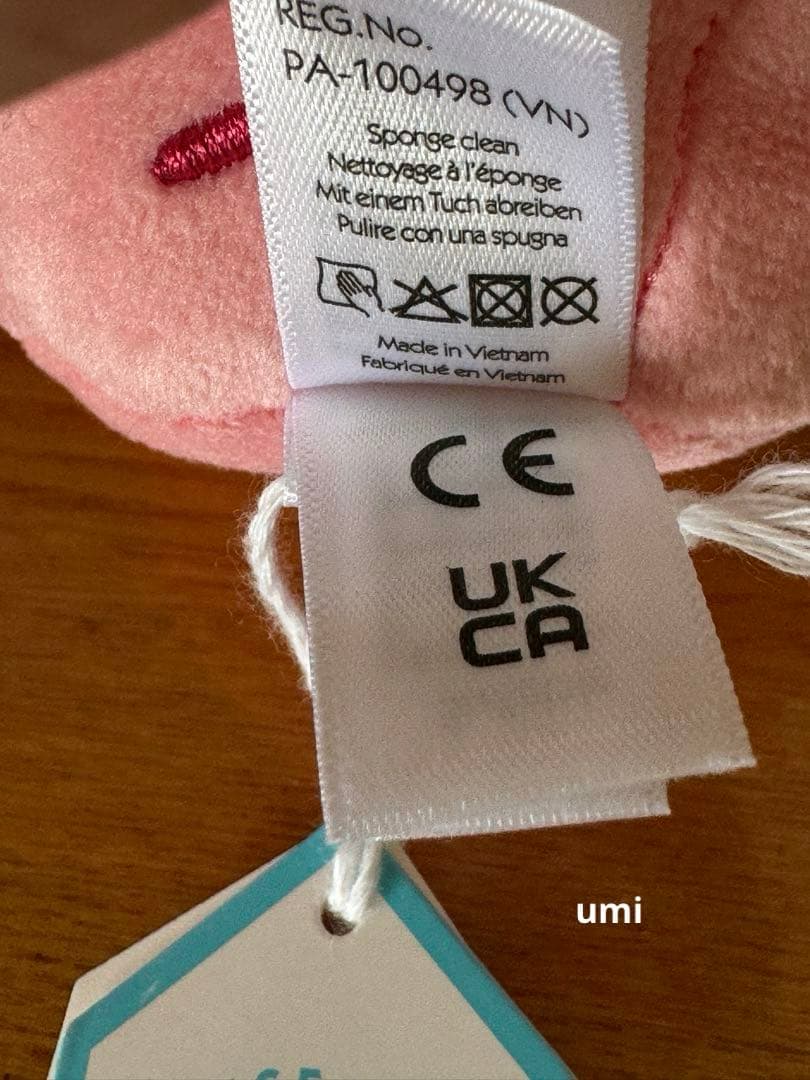 REG.No.
PA-100498 (VN)
Sponge clean
Nettoyage à l'éponge
Mit einem Tuch abreiben
Pulire con una spugna
Made in Vietnam
Fabriqué en Vietnam
CE
UK
CA
umi